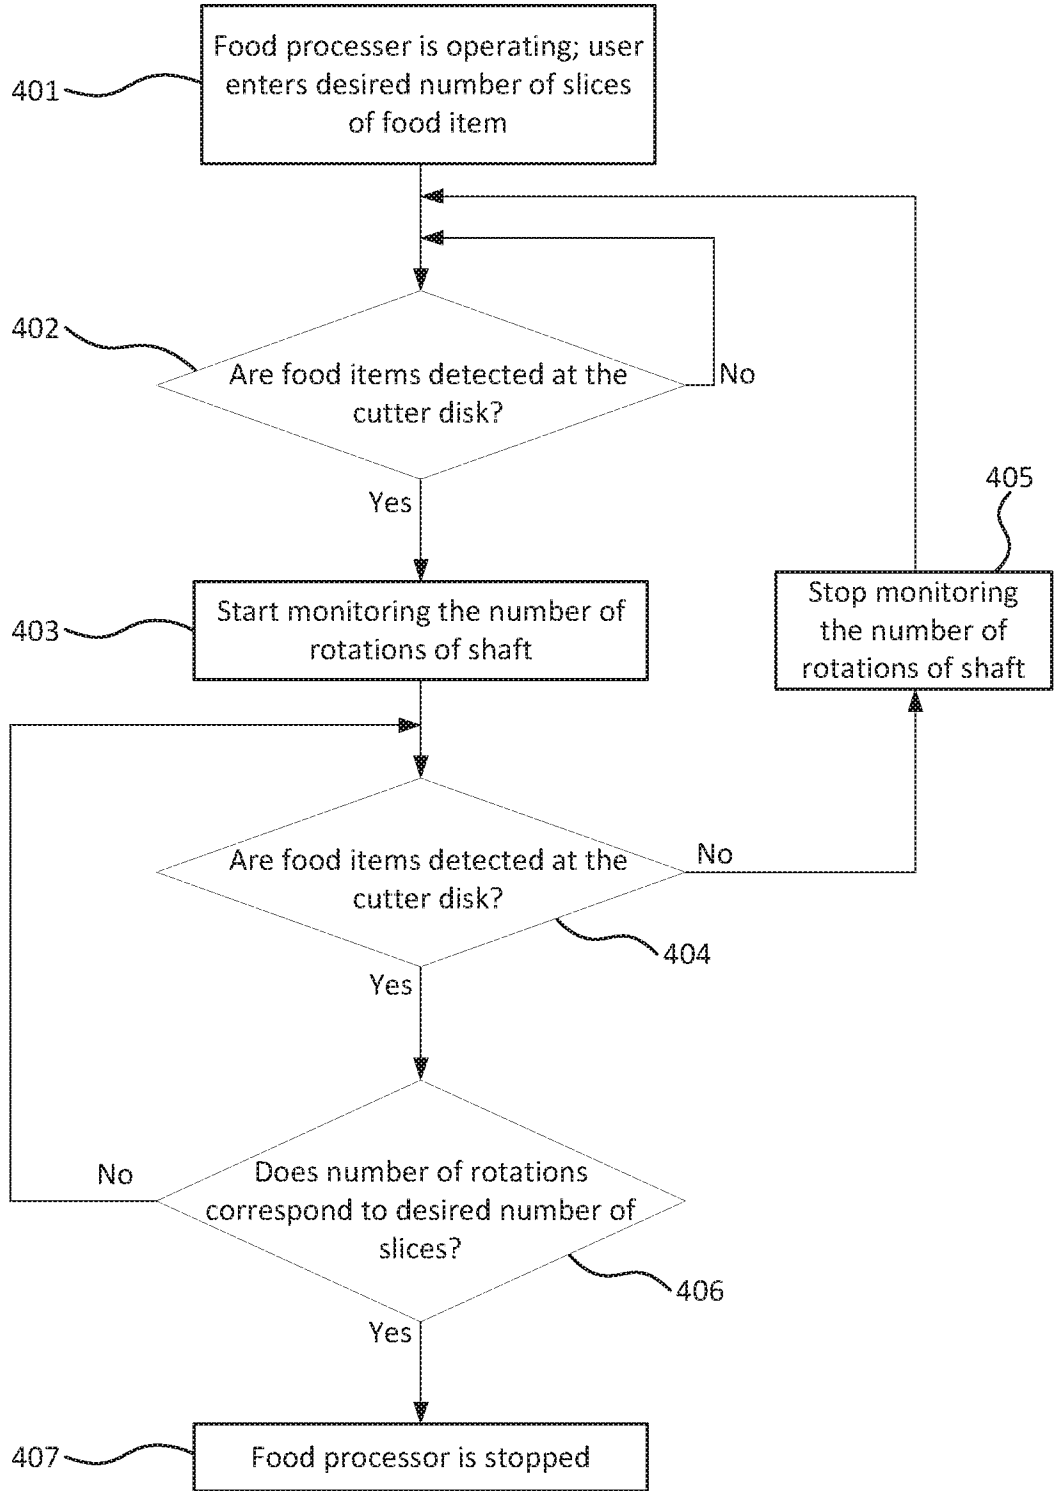 Food processer is operating; user
enters desired number of slices
of food item
401
402
Are food items detected at the
cutter disk?
No
Yes
405
403
Start monitoring the number of
rotations of shaft
Stop monitoring
the number of
rotations of shaft
Are food items detected at the
cutter disk?
No
404
Yes
No
Does number of rotations
correspond to desired number of
slices?
406
Yes
407
Food processor is stopped